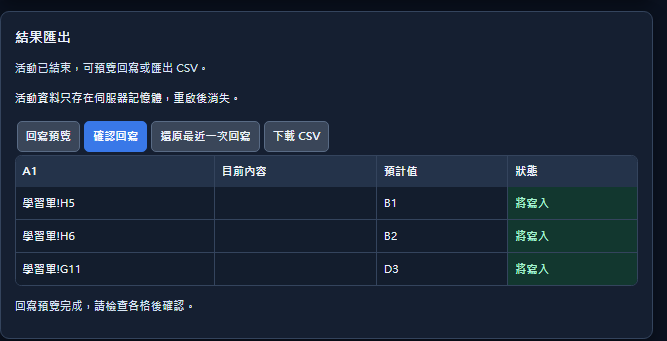 結果匯出
活動已結束，可預覽回寫或匯出 CSV。
活動資料只存在伺服器記憶體，重啟後消失。
回寫預覽 確認回寫 還原最近一次回寫 下載 CSV
A1 目前內容 預計值 狀態
學習單!H5 B1 將寫入
學習單!H6 B2 將寫入
學習單!G11 D3 將寫入
回寫預覽完成，請檢查各格後確認。